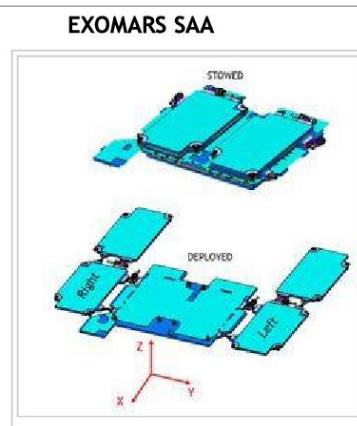 EXOMARS SAA
STOWED
DEPLOYED
Right
Left
Z
Y
X